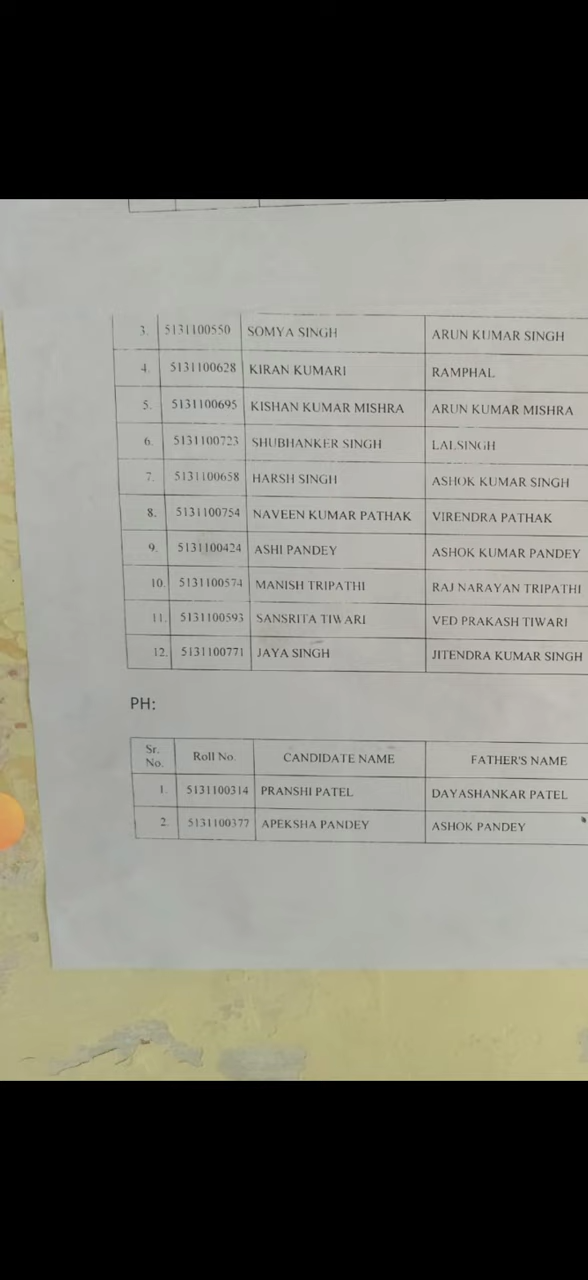 3. 5131100550 SOMYA SINGH ARUN KUMAR SINGH
4. 5131100628 KIRAN KUMARI RAMPHAL
5. 5131100695 KISHAN KUMAR MISHRA ARUN KUMAR MISHRA
6. 5131100723 SHUBHANKER SINGH LALSINGH
7. 5131100658 HARSH SINGH ASHOK KUMAR SINGH
8. 5131100754 NAVEEN KUMAR PATHAK VIRENDRA PATHAK
9. 5131100424 ASHI PANDEY ASHOK KUMAR PANDEY
10. 5131100574 MANISH TRIPATHI RAJ NARAYAN TRIPATHI
11. 5131100593 SANSRITA TIWARI VED PRAKASH TIWARI
12. 5131100771 JAYA SINGH JITENDRA KUMAR SINGH
PH:
Sr. No. Roll No. CANDIDATE NAME FATHER'S NAME
1. 5131100314 PRANSHI PATEL DAYASHANKAR PATEL
2. 5131100377 APEKSHA PANDEY ASHOK PANDEY